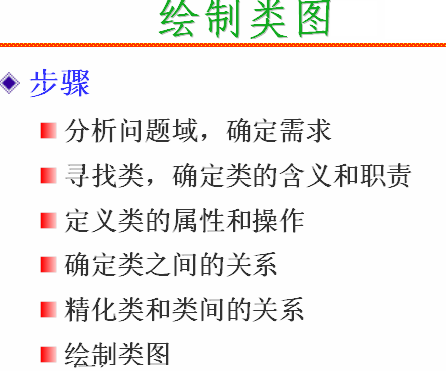 绘制类图
步骤
分析问题域，确定需求
寻找类，确定类的含义和职责
定义类的属性和操作
确定类之间的关系
精化类和类间的关系
绘制类图